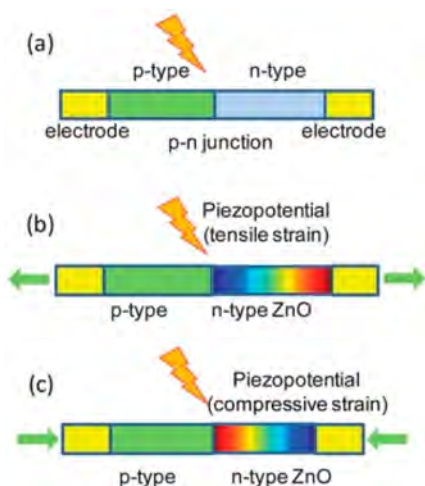 (a)
p-type n-type
electrode electrode
p-n junction
(b)
Piezopotential
(tensile strain)
p-type n-type ZnO
(c)
Piezopotential
(compressive strain)
p-type n-type ZnO